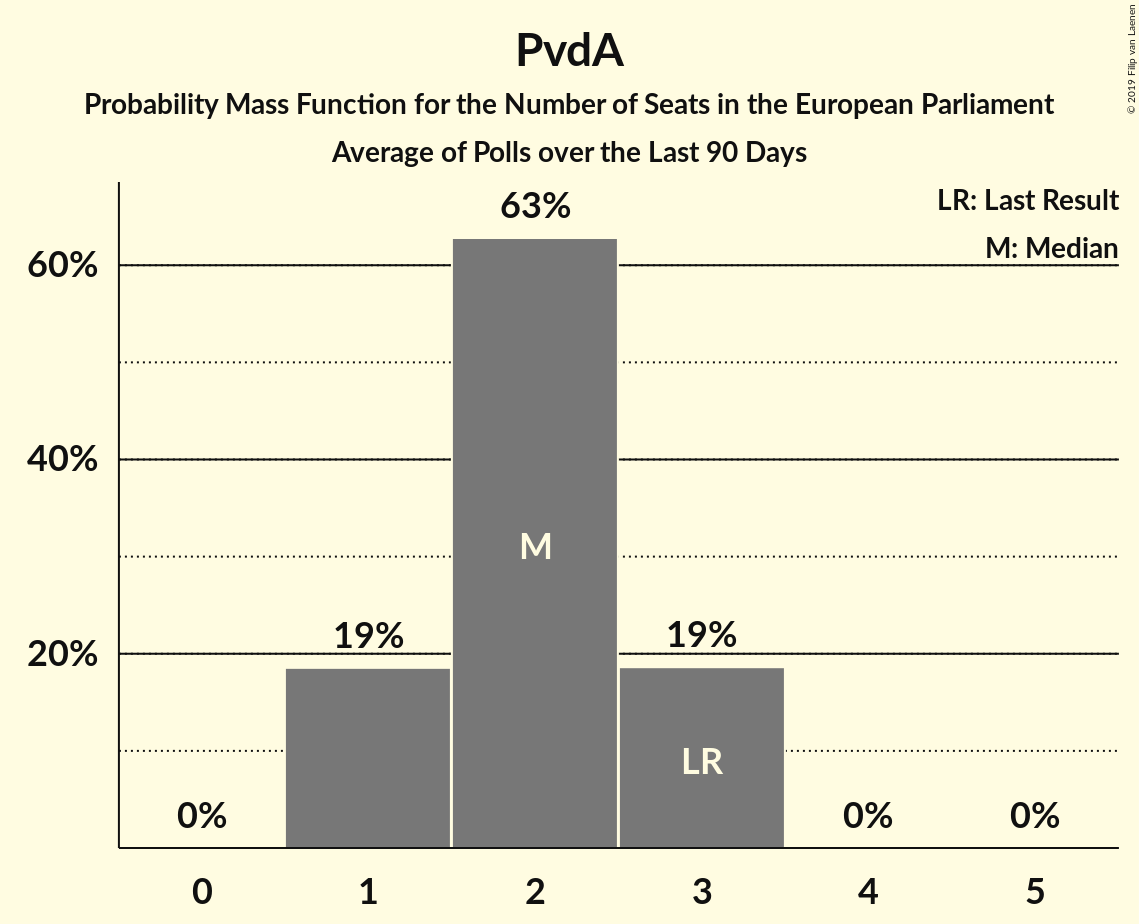 PvdA
Probability Mass Function for the Number of Seats in the European Parliament
Average of Polls over the Last 90 Days
© 2019 Filip van Laenen
LR: Last Result
M: Median
63%
60%
40%
M
19%
19%
20%
LR
0%
0%
0%
0 1 2 3 4 5